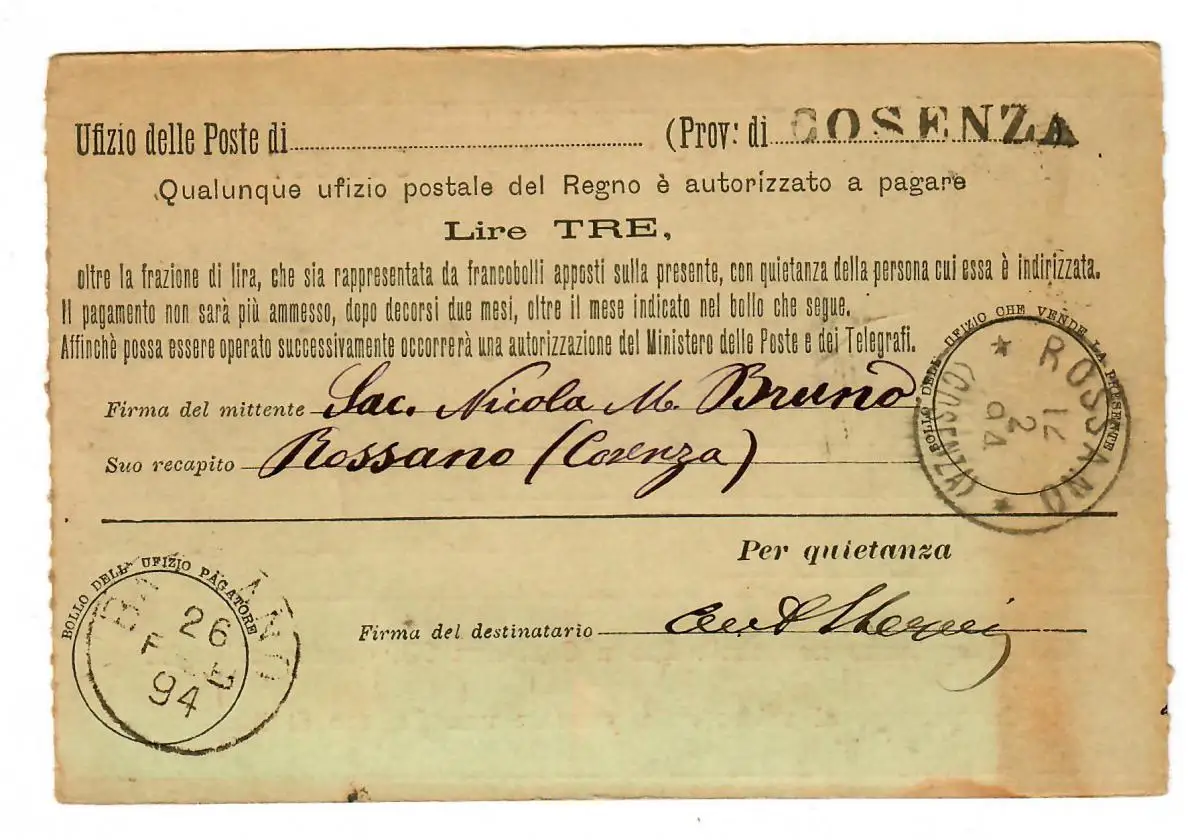 Ufizio delle Poste di (Prov: di COSENZA
Qualunque ufizio postale del Regno è autorizzato a pagare
Lire TRE,
oltre la frazione di lira, che sia rappresentata da francobolli apposti sulla presente, con quietanza della persona cui essa è indirizzata.
Il pagamento non sarà più ammesso, dopo decorsi due mesi, oltre il mese indicato nel bollo che segue.
Affinchè possa essere operato successivamente occorrerà una autorizzazione del Ministero delle Poste e dei Telegrafi.
BOLLO DELL' UFIZIO CHE VENDE LA PRESENTE
ROSSANO
(COSENZA)
2
94
Firma del mittente Sac. Nicola M. Bruno
Suo recapito Rossano (Cosenza)
Per quietanza
BOLLO DELL' UFIZIO PAGATORE
26
94
Firma del destinatario